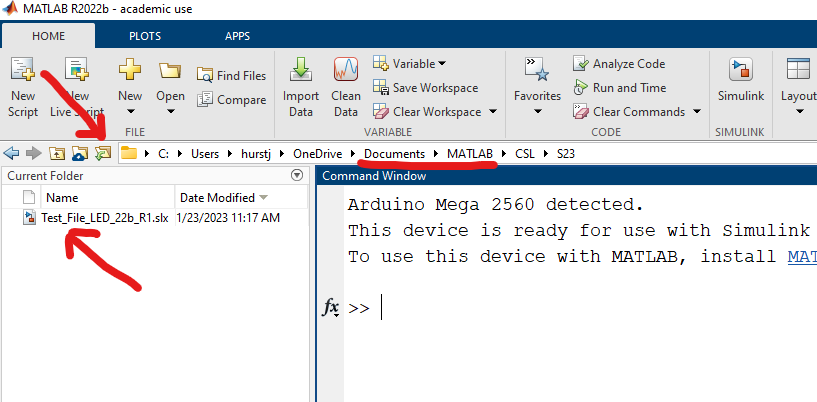 MATLAB R2022b - academic use
HOME PLOTS APPS
New Script
New Live Script
New
Open
Find Files
Compare
FILE
Import Data
Clean Data
Variable
Save Workspace
Clear Workspace
VARIABLE
Favorites
Analyze Code
Run and Time
Clear Commands
CODE
Simulink
SIMULINK
Layout
C: Users hurstj OneDrive Documents MATLAB CSL S23
Current Folder
Name Date Modified
Test_File_LED_22b_R1.slx 1/23/2023 11:17 AM
Command Window
Arduino Mega 2560 detected.
This device is ready for use with Simulink
To use this device with MATLAB, install MAT
fx >>